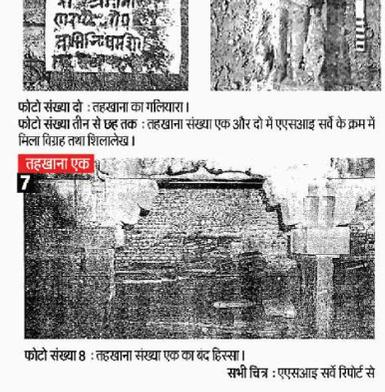 फोटो संख्या दो : तहखाना का गलियारा।
फोटो संख्या तीन से छह तक : तहखाना संख्या एक और दो में एएसआइ सर्वे के क्रम में
मिला विग्रह तथा शिलालेख।
तहखाना एक
7
फोटो संख्या 8 : तहखाना संख्या एक का बंद हिस्सा।
सभी चित्र : एएसआइ सर्वे रिपोर्ट से